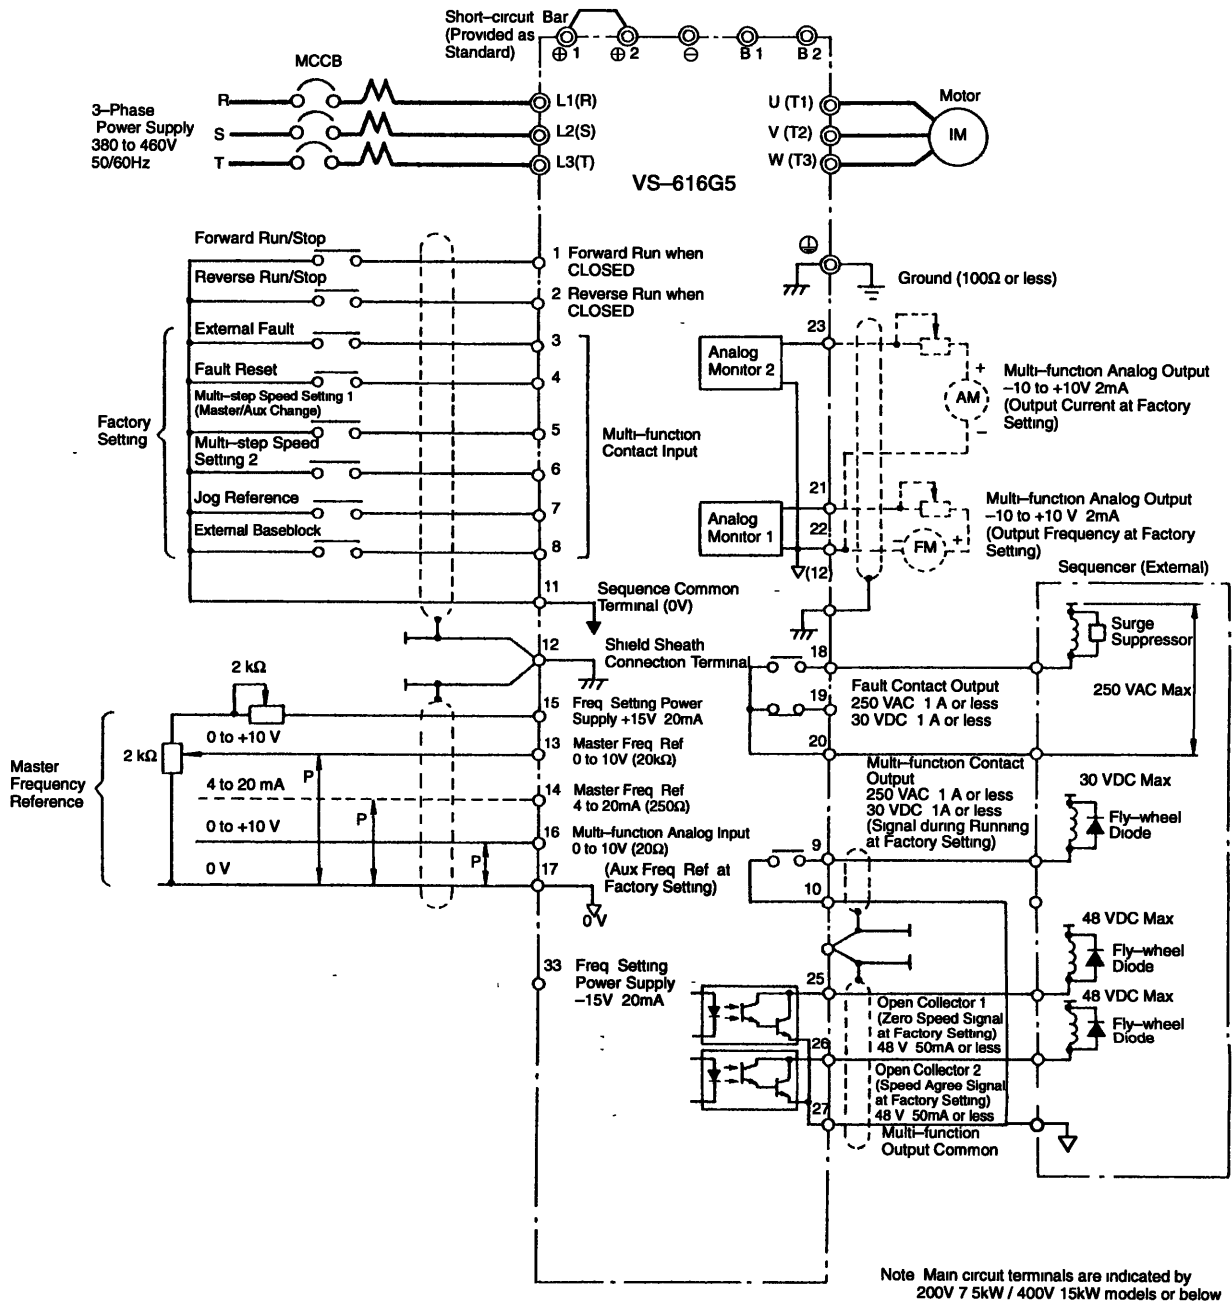 Short–circuit Bar
(Provided as
Standard)
⊕ 1
⊕ 2
⊖
B 1
B 2
MCCB
3–Phase
Power Supply
380 to 460V
50/60Hz
R
S
T
L1(R)
L2(S)
L3(T)
U (T1)
V (T2)
W (T3)
Motor
IM
VS–616G5
Forward Run/Stop
1 Forward Run when
CLOSED
Reverse Run/Stop
2 Reverse Run when
CLOSED
Factory
Setting
External Fault
3
Fault Reset
4
Multi–step Speed Setting 1
(Master/Aux Change)
5
Multi–step Speed
Setting 2
6
Jog Reference
7
External Baseblock
8
Multi–function
Contact Input
11
Sequence Common
Terminal (0V)
12
Shield Sheath
Connection Terminal
Ground (100Ω or less)
23
Analog
Monitor 2
AM
+
–
Multi–function Analog Output
–10 to +10V 2mA
(Output Current at Factory
Setting)
21
Analog
Monitor 1
22
FM
+
–
(12)
Multi–function Analog Output
–10 to +10 V 2mA
(Output Frequency at Factory
Setting)
Sequencer (External)
Surge
Suppressor
250 VAC Max
18
19
20
Fault Contact Output
250 VAC 1 A or less
30 VDC 1 A or less
2 kΩ
15
Freq Setting Power
Supply +15V 20mA
Master
Frequency
Reference
2 kΩ
0 to +10 V
13
Master Freq Ref
0 to 10V (20kΩ)
P
4 to 20 mA
14
Master Freq Ref
4 to 20mA (250Ω)
P
0 to +10 V
16
Multi–function Analog Input
0 to 10V (20Ω)
P
0 V
17
(Aux Freq Ref at
Factory Setting)
0 V
33
Freq Setting
Power Supply
–15V 20mA
Multi–function Contact
Output
250 VAC 1 A or less
30 VDC 1A or less
(Signal during Running
at Factory Setting)
9
10
30 VDC Max
Fly–wheel
Diode
48 VDC Max
Fly–wheel
Diode
25
Open Collector 1
(Zero Speed Signal
at Factory Setting)
48 V 50mA or less
48 VDC Max
Fly–wheel
Diode
26
Open Collector 2
(Speed Agree Signal
at Factory Setting)
48 V 50mA or less
27
Multi–function
Output Common
Note Main circuit terminals are indicated by
200V 7 5kW / 400V 15kW models or below